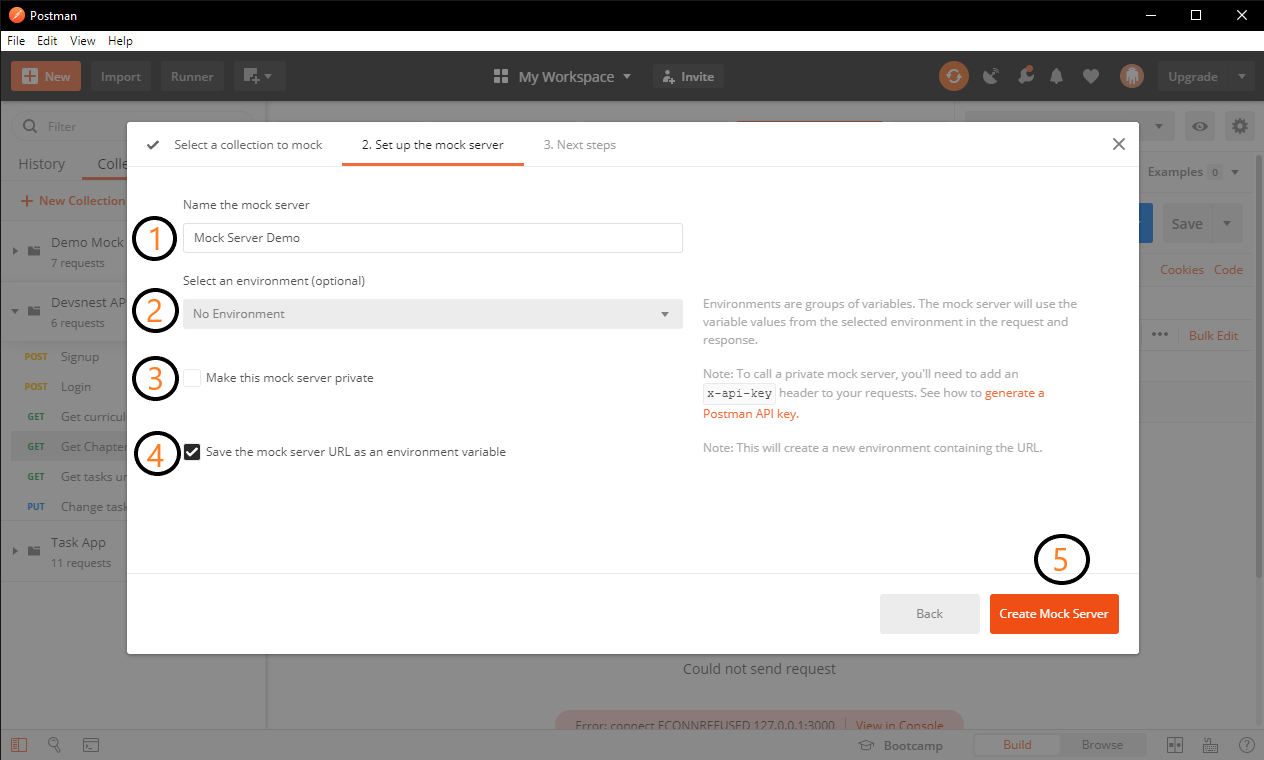 Postman
File Edit View Help
New Import Runner My Workspace Invite Upgrade
Filter
History
Examples 0
New Collection
Save
Demo Mock
7 requests
Cookies Code
Devsnest AP
6 requests
Bulk Edit
POST Signup
POST Login
GET Get curricul
GET Get Chapter
GET
PUT Change task
Task App
11 requests
Select a collection to mock 2. Set up the mock server 3. Next steps
Name the mock server
1 Mock Server Demo
Select an environment (optional)
2 No Environment
Environments are groups of variables. The mock server will use the
variable values from the selected environment in the request and
response.
3 Make this mock server private
Note: To call a private mock server, you'll need to add an
x-api-key header to your requests. See how to generate a
Postman API key.
4 Save the mock server URL as an environment variable
Note: This will create a new environment containing the URL.
5
Back Create Mock Server
Could not send request
Error: connect ECONNREFUSED 127.0.0.1:3000 View in Console
Bootcamp Build Browse